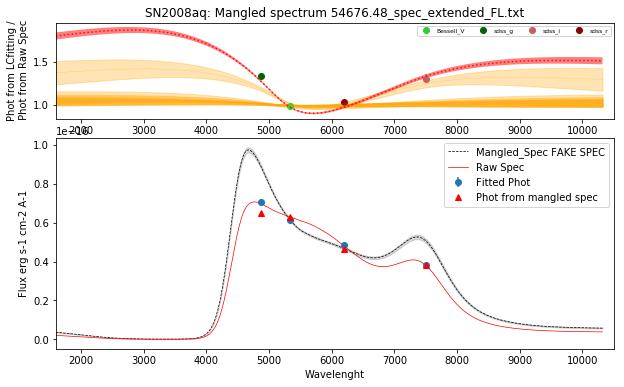 SN2008aq: Mangled spectrum 54676.48_spec_extended_FL.txt
Phot from LCfitting /
Phot from Raw Spec
1.5
1.0
Bessell_V sdss_g sdss_i sdss_r
2000 3000 4000 5000 6000 7000 8000 9000 10000
1e−16
Flux erg s-1 cm-2 A-1
1.0
0.8
0.6
0.4
0.2
0.0
Mangled_Spec FAKE SPEC
Raw Spec
Fitted Phot
Phot from mangled spec
2000 3000 4000 5000 6000 7000 8000 9000 10000
Wavelenght